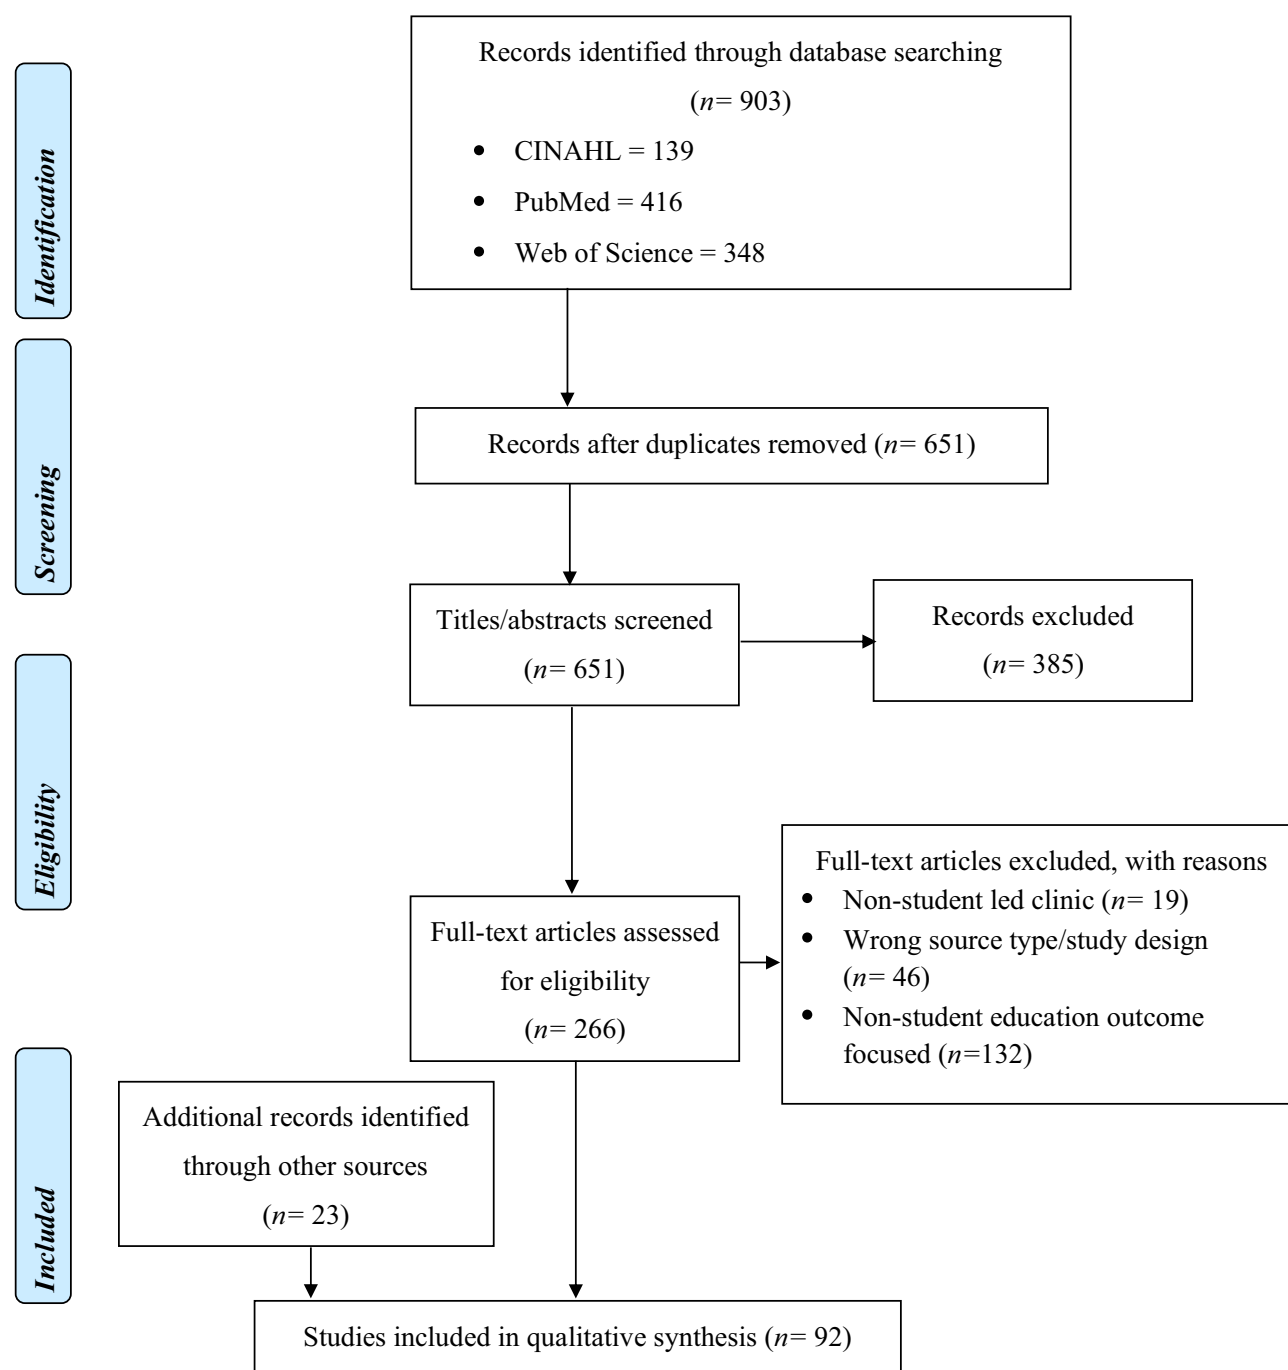 Identification
Records identified through database searching
(n= 903)
• CINAHL = 139
• PubMed = 416
• Web of Science = 348
Screening
Records after duplicates removed (n= 651)
Titles/abstracts screened
(n= 651)
Records excluded
(n= 385)
Eligibility
Full-text articles assessed
for eligibility
(n= 266)
Full-text articles excluded, with reasons
• Non-student led clinic (n= 19)
• Wrong source type/study design
(n= 46)
• Non-student education outcome
focused (n=132)
Included
Additional records identified
through other sources
(n= 23)
Studies included in qualitative synthesis (n= 92)